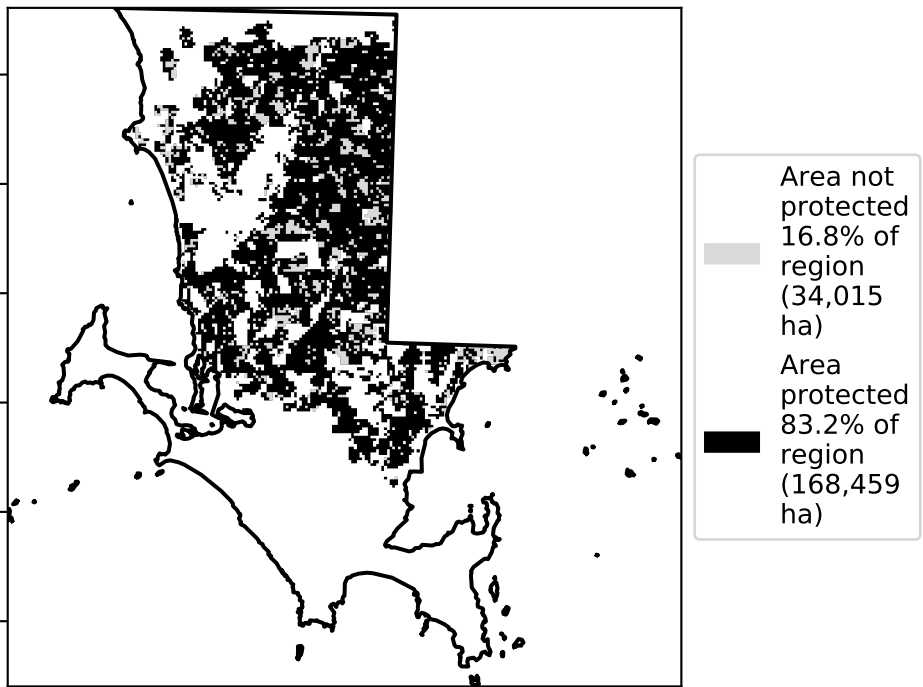 Area not
protected
16.8% of
region
(34,015
ha)
Area
protected
83.2% of
region
(168,459
ha)